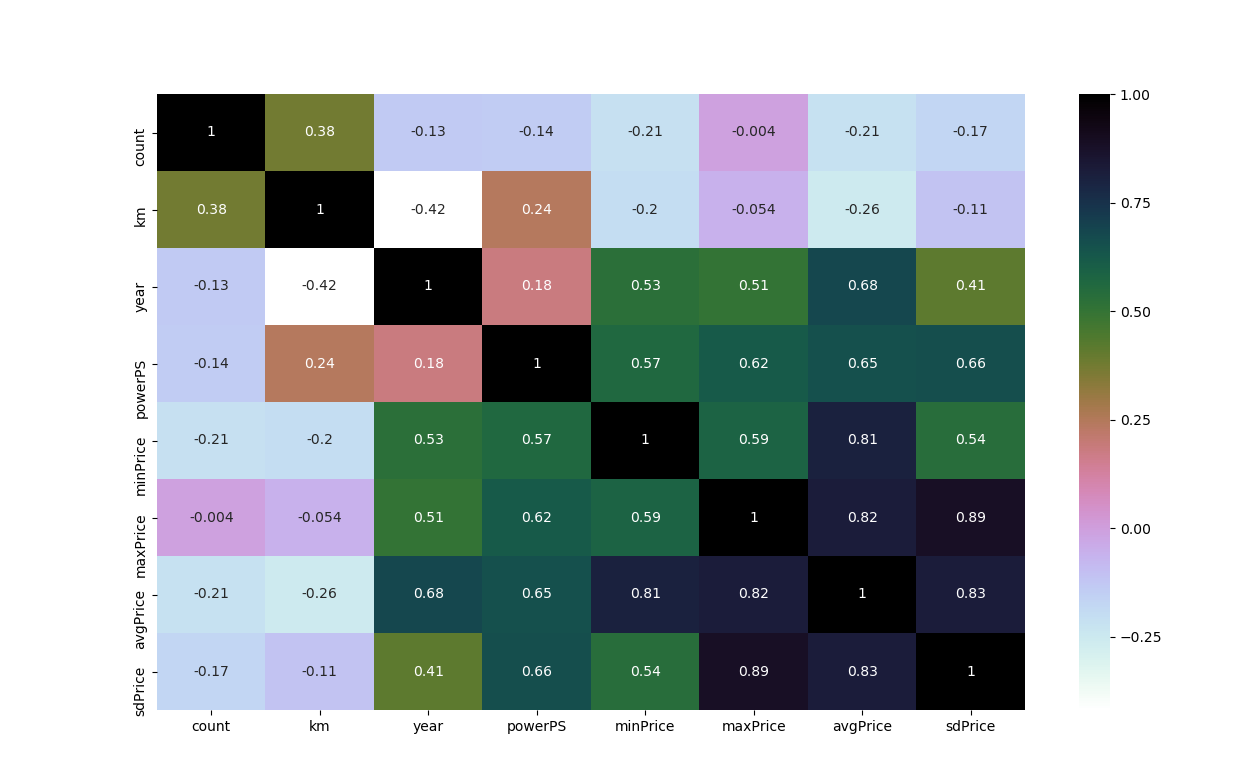 1.00
count 1 0.38 -0.13 -0.14 -0.21 -0.004 -0.21 -0.17
km 0.38 1 -0.42 0.24 -0.2 -0.054 -0.26 -0.11
0.75
year -0.13 -0.42 1 0.18 0.53 0.51 0.68 0.41
0.50
powerPS -0.14 0.24 0.18 1 0.57 0.62 0.65 0.66
0.25
minPrice -0.21 -0.2 0.53 0.57 1 0.59 0.81 0.54
maxPrice -0.004 -0.054 0.51 0.62 0.59 1 0.82 0.89
0.00
avgPrice -0.21 -0.26 0.68 0.65 0.81 0.82 1 0.83
−0.25
sdPrice -0.17 -0.11 0.41 0.66 0.54 0.89 0.83 1
count km year powerPS minPrice maxPrice avgPrice sdPrice